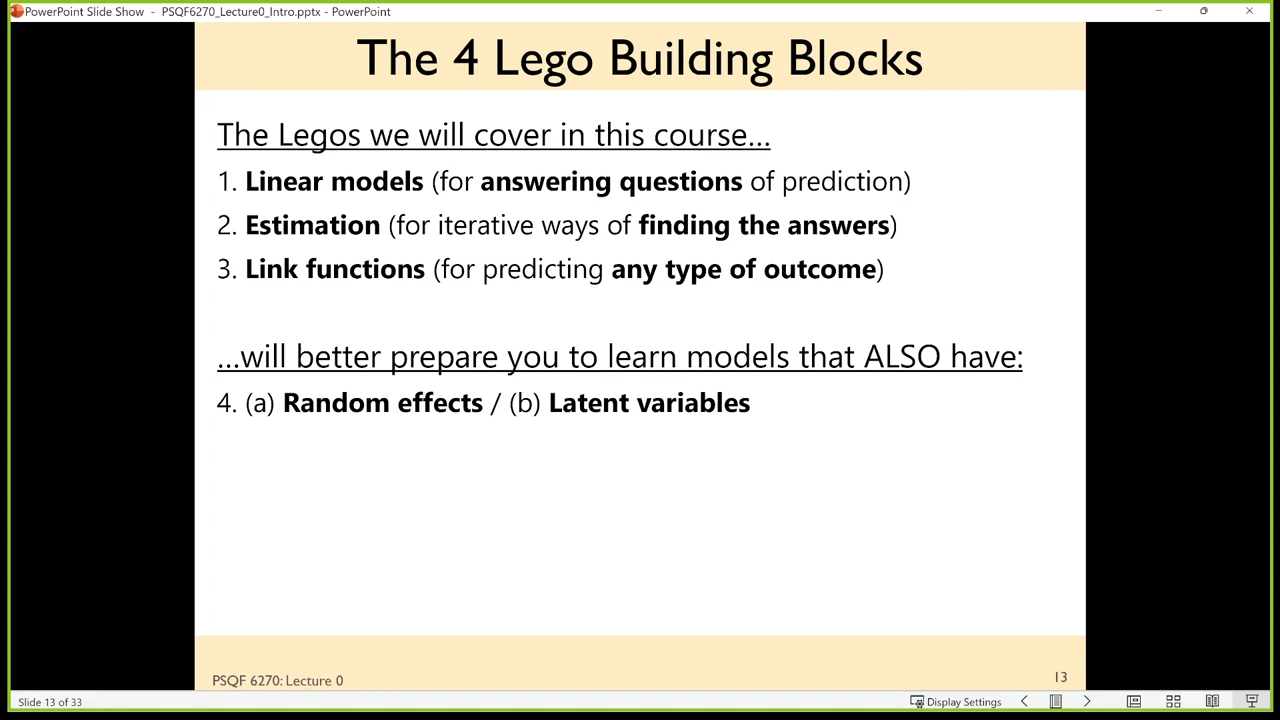 PowerPoint Slide Show - PSQF6270_Lecture0_Intro.pptx - PowerPoint
The 4 Lego Building Blocks
The Legos we will cover in this course…
1. Linear models (for answering questions of prediction)
2. Estimation (for iterative ways of finding the answers)
3. Link functions (for predicting any type of outcome)
…will better prepare you to learn models that ALSO have:
4. (a) Random effects / (b) Latent variables
PSQF 6270: Lecture 0
13
Slide 13 of 33
Display Settings